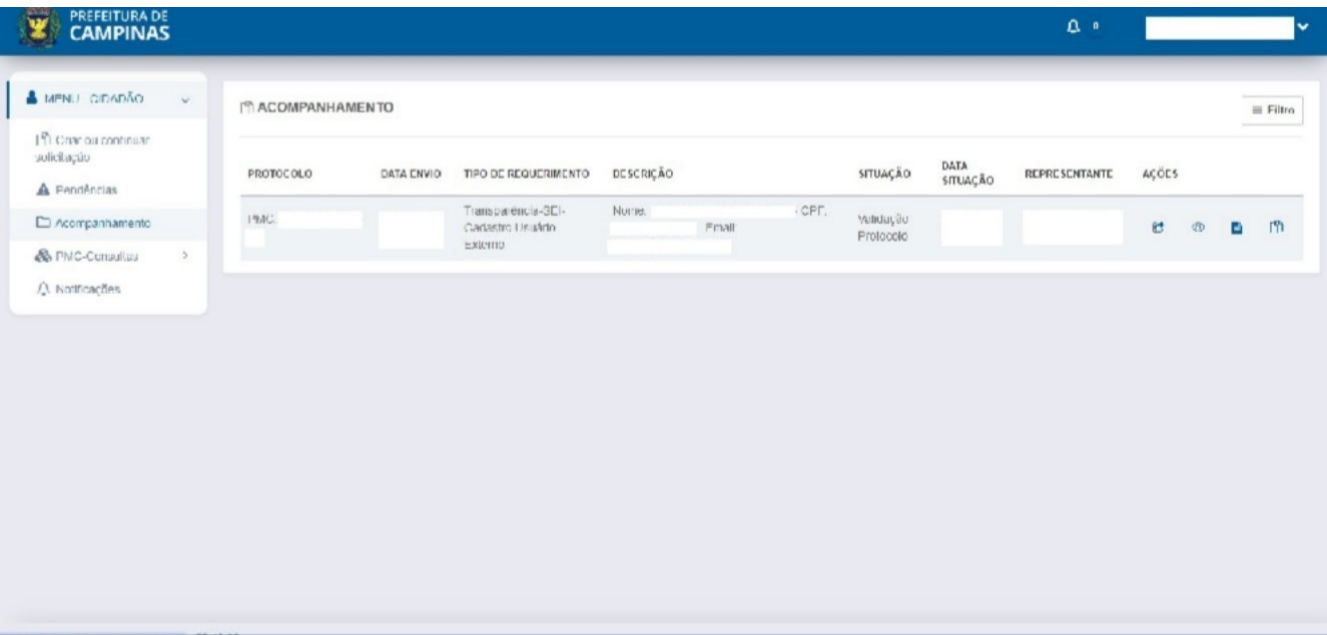 PREFEITURA DE
CAMPINAS
0
MENU CIDADÃO
Criar ou continuar
solicitação
Pendências
Acompanhamento
PMC-Consultas
Notificações
ACOMPANHAMENTO
Filtro
PROTOCOLO DATA ENVIO TIPO DE REQUERIMENTO DESCRIÇÃO SITUAÇÃO DATA SITUAÇÃO REPRESENTANTE AÇÕES
PMC.
Transparência-SEI-
Cadastro Usuário
Externo
Nome. - CPF.
Email
Validação
Protocolo